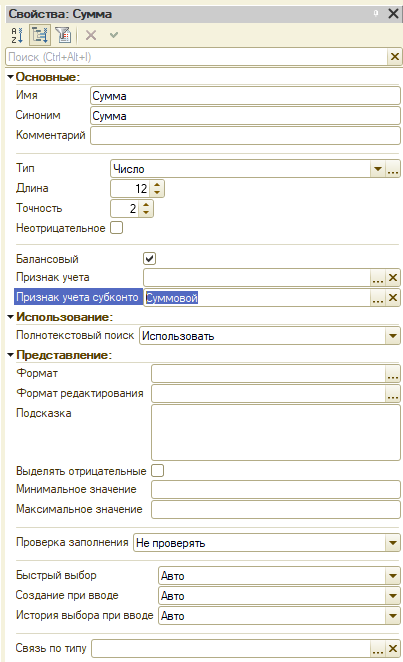 Свойства: Сумма
Поиск (Ctrl+Alt+I)
Основные:
Имя Сумма
Синоним Сумма
Комментарий
Тип Число
Длина 12
Точность 2
Неотрицательное
Балансовый
Признак учета
Признак учета субконто Суммовой
Использование:
Полнотекстовый поиск Использовать
Представление:
Формат
Формат редактирования
Подсказка
Выделять отрицательные
Минимальное значение
Максимальное значение
Проверка заполнения Не проверять
Быстрый выбор Авто
Создание при вводе Авто
История выбора при вводе Авто
Связь по типу